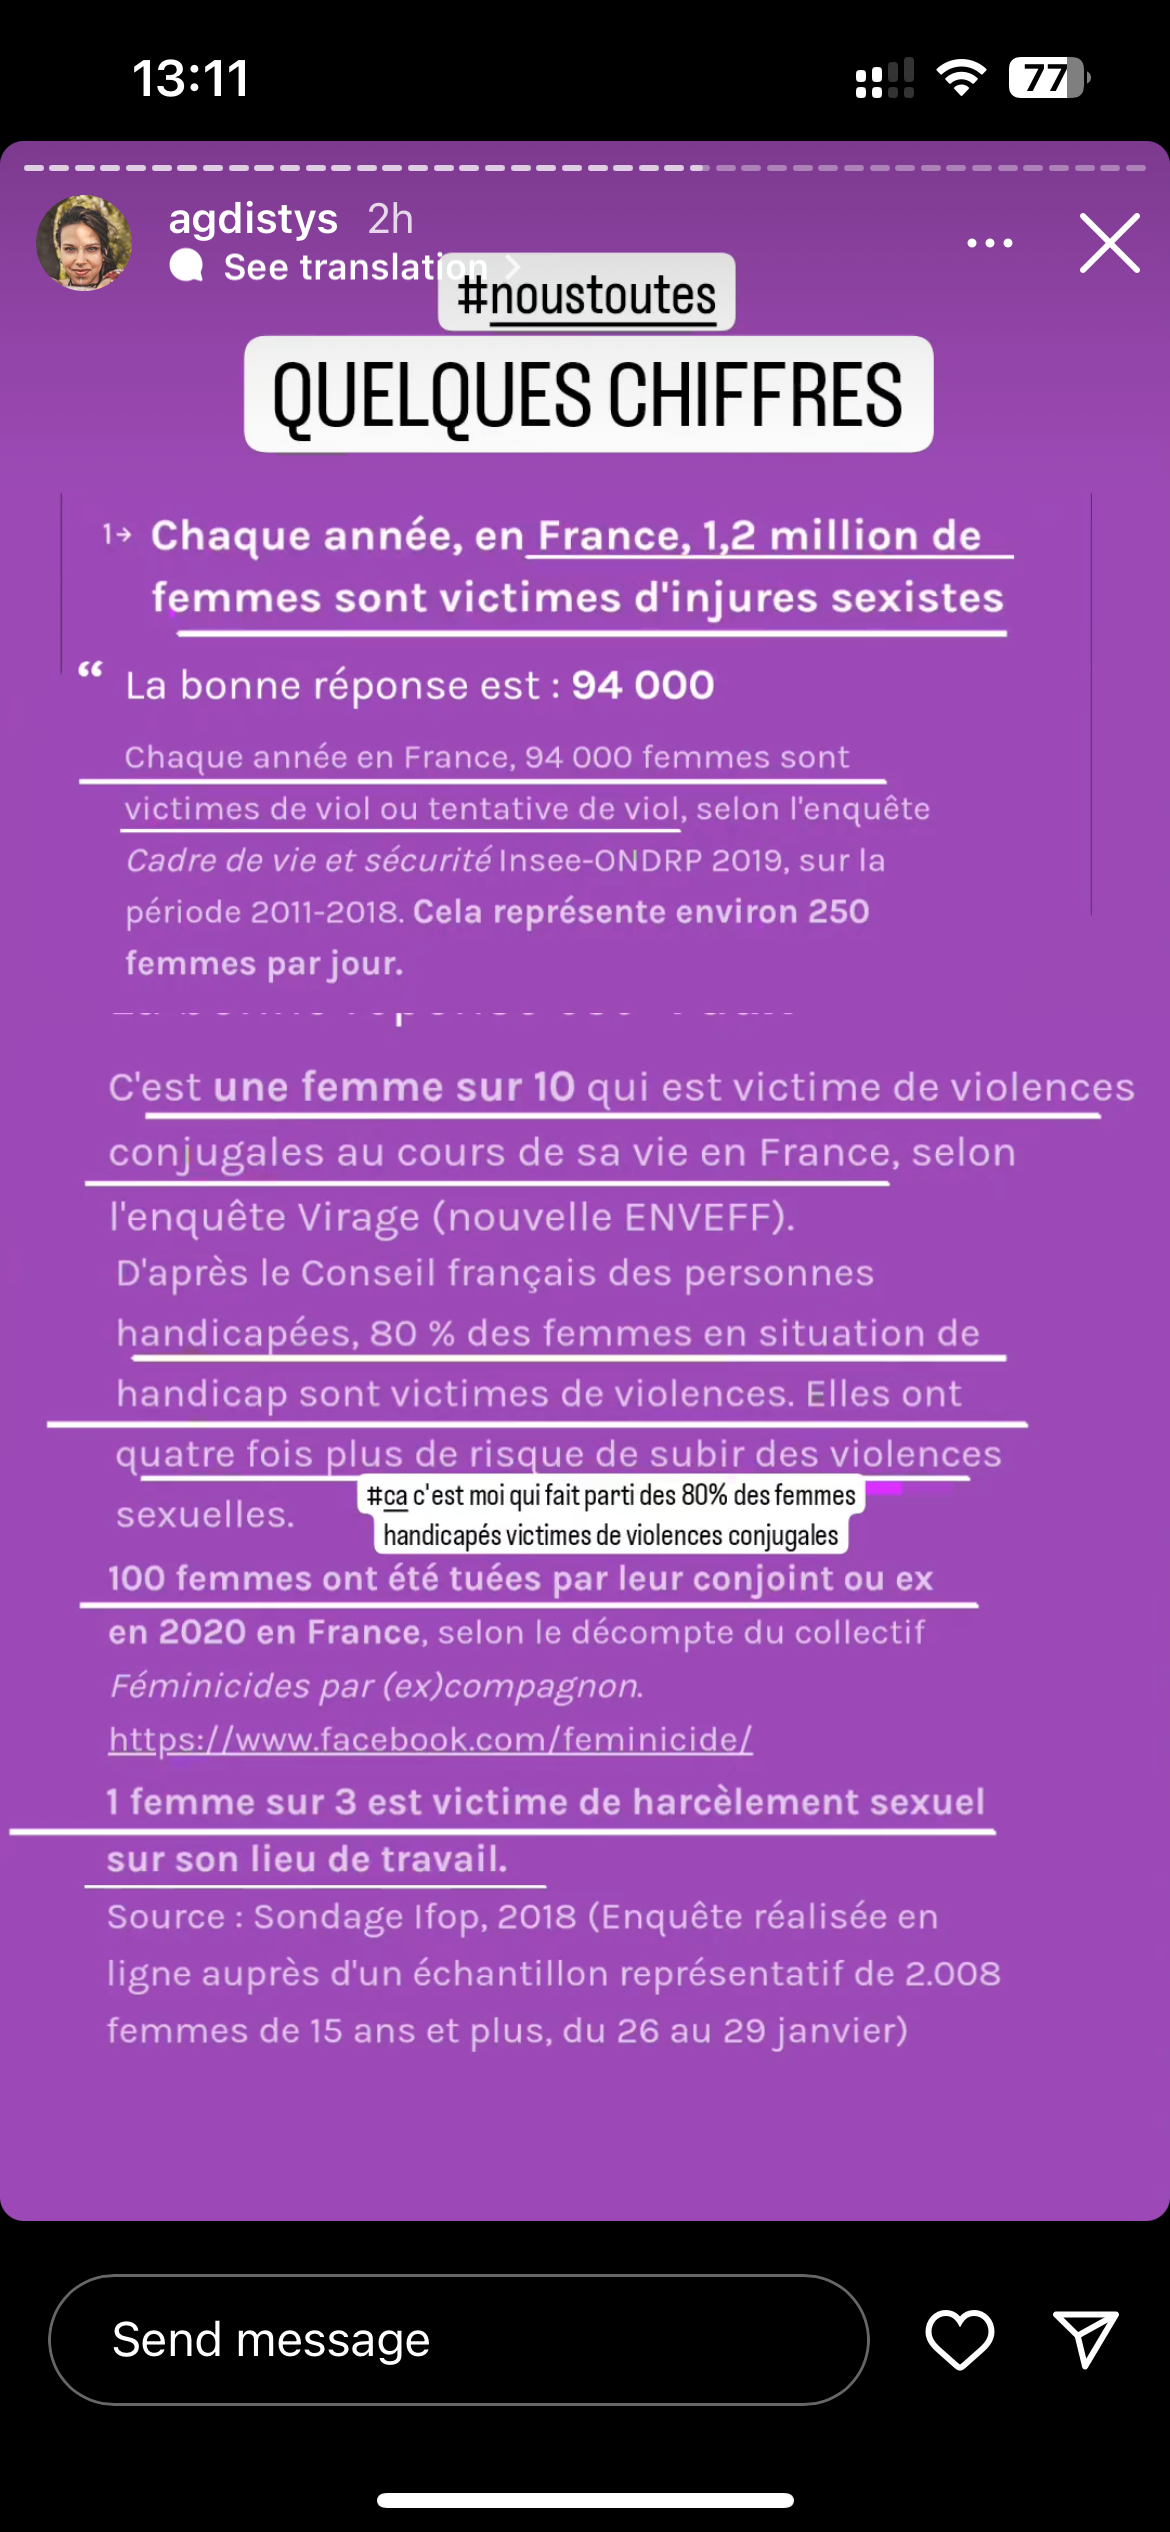 13:11
77
agdistys 2h
See translation
#noustoutes
QUELQUES CHIFFRES
1→ Chaque année, en France, 1,2 million de
femmes sont victimes d'injures sexistes
“ La bonne réponse est : 94 000
Chaque année en France, 94 000 femmes sont
victimes de viol ou tentative de viol, selon l'enquête
Cadre de vie et sécurité Insee-ONDRP 2019, sur la
période 2011-2018. Cela représente environ 250
femmes par jour.
C'est une femme sur 10 qui est victime de violences
conjugales au cours de sa vie en France, selon
l'enquête Virage (nouvelle ENVEFF).
D'après le Conseil français des personnes
handicapées, 80 % des femmes en situation de
handicap sont victimes de violences. Elles ont
quatre fois plus de risque de subir des violences
sexuelles.
#ca c'est moi qui fait parti des 80% des femmes
handicapés victimes de violences conjugales
100 femmes ont été tuées par leur conjoint ou ex
en 2020 en France, selon le décompte du collectif
Féminicides par (ex)compagnon.
https://www.facebook.com/feminicide/
1 femme sur 3 est victime de harcèlement sexuel
sur son lieu de travail.
Source : Sondage Ifop, 2018 (Enquête réalisée en
ligne auprès d'un échantillon représentatif de 2.008
femmes de 15 ans et plus, du 26 au 29 janvier)
Send message